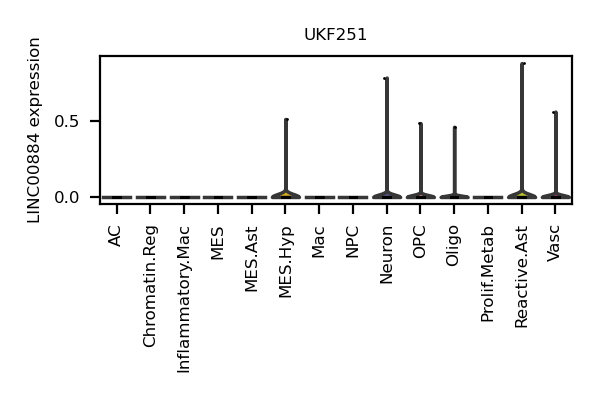 UKF251
LINC00884 expression
0.5
0.0
AC
Chromatin.Reg
Inflammatory.Mac
MES
MES.Ast
MES.Hyp
Mac
NPC
Neuron
OPC
Oligo
Prolif.Metab
Reactive.Ast
Vasc